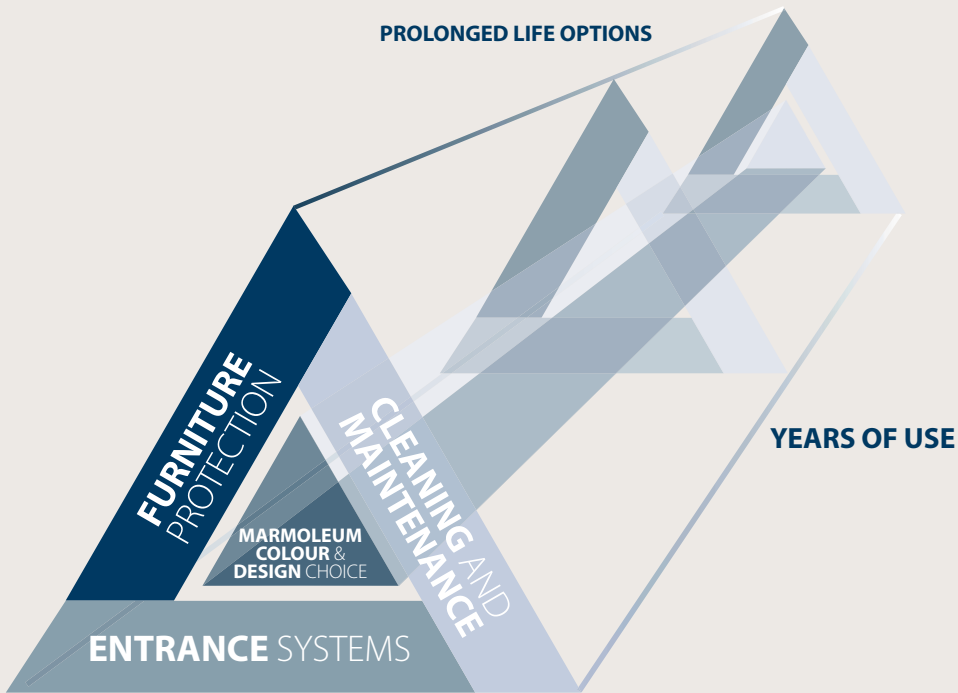 PROLONGED LIFE OPTIONS
FURNITURE
PROTECTION
CLEANING AND
MAINTENANCE
MARMOLEUM
COLOUR &
DESIGN CHOICE
ENTRANCE SYSTEMS
YEARS OF USE